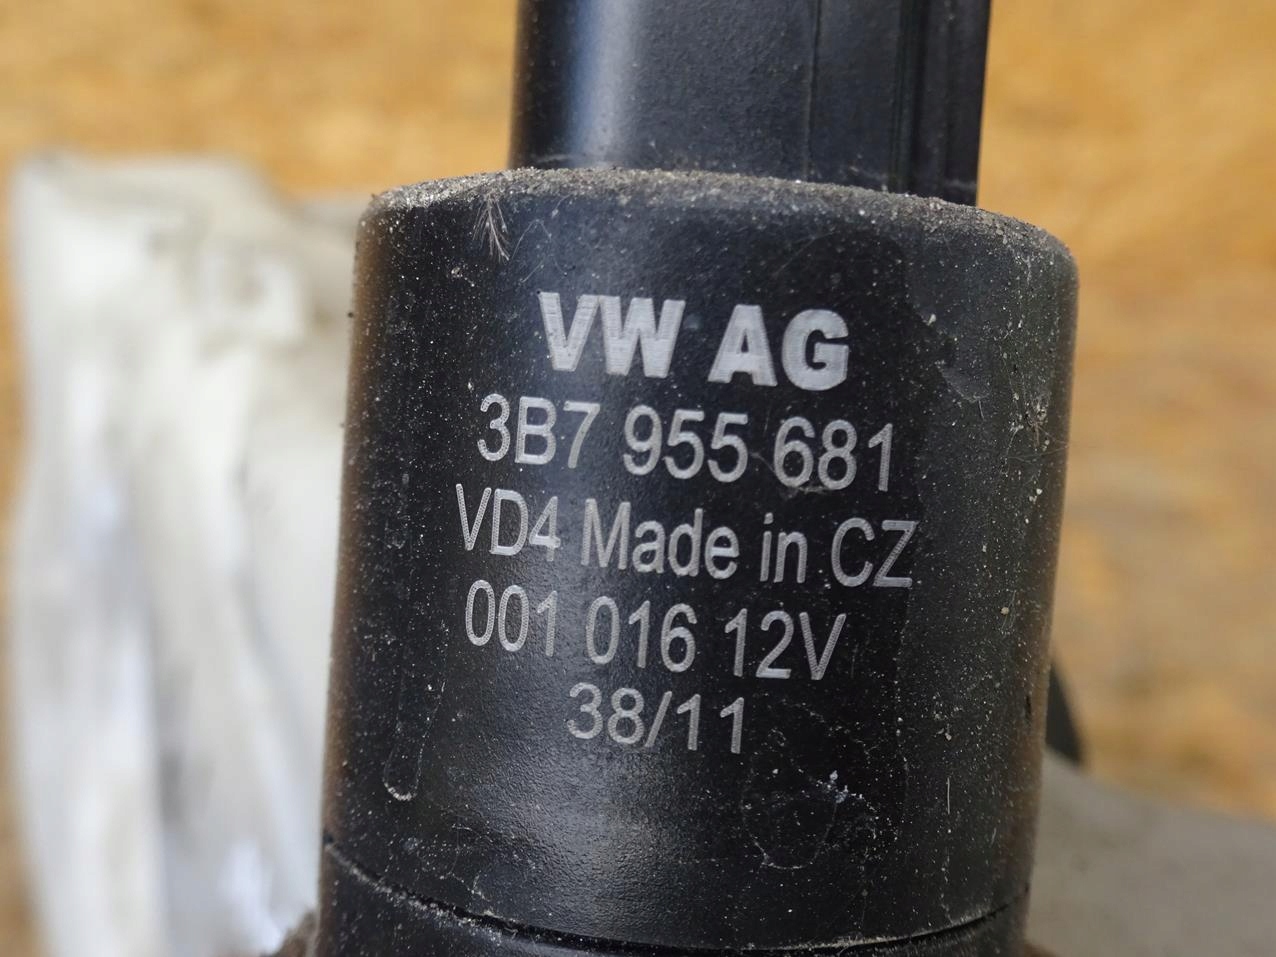 VW AG
3B7 955 681
VD4 Made in CZ
001 016 12V
38/11